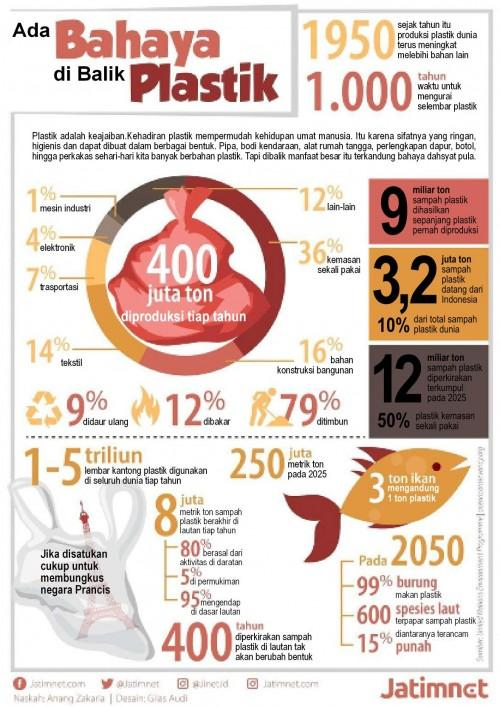 Ada Bahaya
di Balik Plastik
1950
sejak tahun itu
produksi plastik dunia
terus meningkat
melebihi bahan lain
1.000
tahun
waktu untuk
mengurai
selembar plastik
Plastik adalah keajaiban.Kehadiran plastik mempermudah kehidupan umat manusia. Itu karena sifatnya yang ringan,
higienis dan dapat dibuat dalam berbagai bentuk. Pipa, bodi kendaraan, alat rumah tangga, perlengkapan dapur, botol,
hingga perkakas sehari-hari kita banyak berbahan plastik. Tapi dibalik manfaat besar itu terkandung bahaya dahsyat pula.
1%
mesin industri
4%
elektronik
7%
trasportasi
14%
tekstil
400
juta ton
diproduksi tiap tahun
12%
lain-lain
36%
kemasan
sekali pakai
16%
bahan
konstruksi bangunan
9
miliar ton
sampah plastik
dihasilkan
sepanjang plastik
pernah diproduksi
3,2
juta ton
sampah
plastik
datang dari
Indonesia
10%
dari total sampah
plastik dunia
12
miliar ton
sampah plastik
diperkirakan
terkumpul
pada 2025
50%
plastik kemasan
sekali pakai
9%
didaur ulang
12%
dibakar
79%
ditimbun
1-5 triliun
lembar kantong plastik digunakan
di seluruh dunia tiap tahun
Jika disatukan
cukup untuk
membungkus
negara Prancis
250
juta
metrik ton
pada 2025
8
juta
metrik ton sampah
plastik berakhir di
lautan tiap tahun
80% berasal dari
aktivitas di daratan
5% di permukiman
95% mengendap
di dasar lautan
400
tahun
diperkirakan sampah
plastik di lautan tak
akan berubah bentuk
3 ton ikan
mengandung
1 ton plastik
Pada 2050
99% burung
makan plastik
600 spesies laut
terpapar sampah plastik
15% diantaranya terancam
punah
Jatimnet.com
@Jatimnet
@Jinet.id
Jatimnet.com
Naskah: Anang Zakaria | Desain: Gilas Audi
Jatimnet